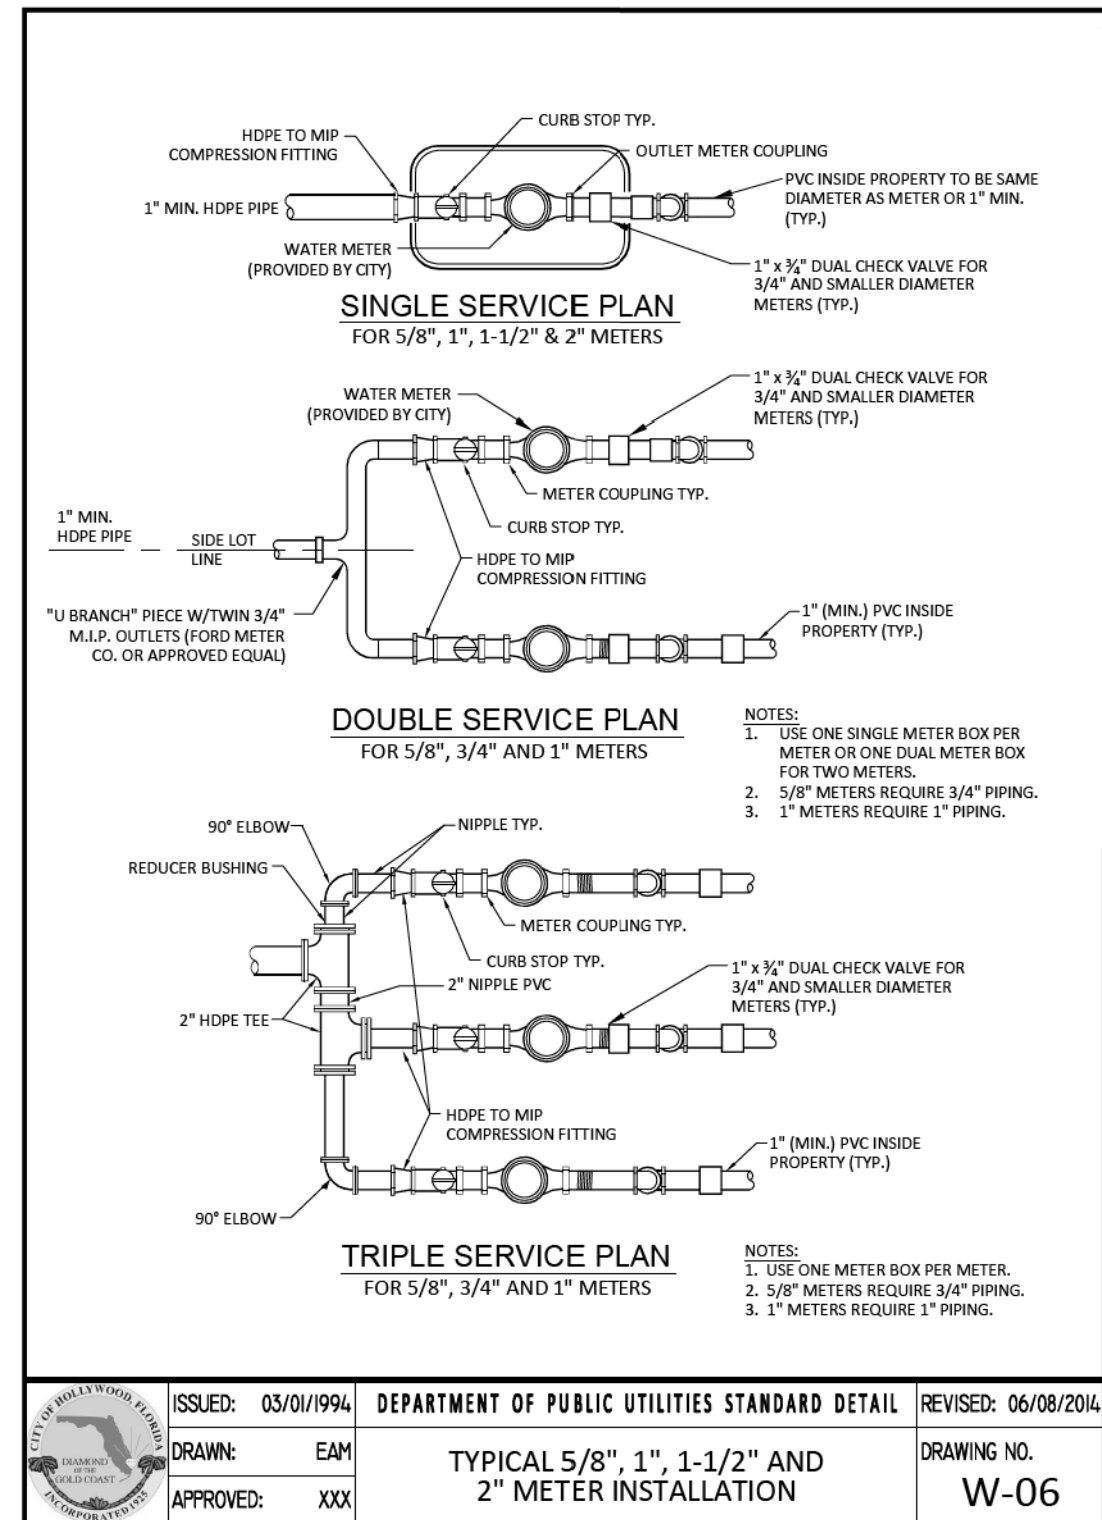 CURB STOP TYP.
HDPE TO MIP
COMPRESSION FITTING
OUTLET METER COUPLING
PVC INSIDE PROPERTY TO BE SAME
DIAMETER AS METER OR 1" MIN.
(TYP.)
1" MIN. HDPE PIPE
WATER METER
(PROVIDED BY CITY)
1" x ¾" DUAL CHECK VALVE FOR
3/4" AND SMALLER DIAMETER
METERS (TYP.)
SINGLE SERVICE PLAN
FOR 5/8", 1", 1-1/2" & 2" METERS
1" x ¾" DUAL CHECK VALVE FOR
3/4" AND SMALLER DIAMETER
METERS (TYP.)
WATER METER
(PROVIDED BY CITY)
METER COUPLING TYP.
CURB STOP TYP.
1" MIN.
HDPE PIPE
SIDE LOT
LINE
HDPE TO MIP
COMPRESSION FITTING
"U BRANCH" PIECE W/TWIN 3/4"
M.I.P. OUTLETS (FORD METER
CO. OR APPROVED EQUAL)
1" (MIN.) PVC INSIDE
PROPERTY (TYP.)
DOUBLE SERVICE PLAN
FOR 5/8", 3/4" AND 1" METERS
NOTES:
1. USE ONE SINGLE METER BOX PER
METER OR ONE DUAL METER BOX
FOR TWO METERS.
2. 5/8" METERS REQUIRE 3/4" PIPING.
3. 1" METERS REQUIRE 1" PIPING.
90° ELBOW
NIPPLE TYP.
REDUCER BUSHING
METER COUPLING TYP.
CURB STOP TYP.
2" NIPPLE PVC
1" x ¾" DUAL CHECK VALVE FOR
3/4" AND SMALLER DIAMETER
METERS (TYP.)
2" HDPE TEE
HDPE TO MIP
COMPRESSION FITTING
1" (MIN.) PVC INSIDE
PROPERTY (TYP.)
90° ELBOW
TRIPLE SERVICE PLAN
FOR 5/8", 3/4" AND 1" METERS
NOTES:
1. USE ONE METER BOX PER METER.
2. 5/8" METERS REQUIRE 3/4" PIPING.
3. 1" METERS REQUIRE 1" PIPING.
CITY OF HOLLYWOOD, FLORIDA
DIAMOND
OF THE
GOLD COAST
INCORPORATED 1925
ISSUED: 03/01/1994
DRAWN: EAM
APPROVED: XXX
DEPARTMENT OF PUBLIC UTILITIES STANDARD DETAIL
TYPICAL 5/8", 1", 1-1/2" AND
2" METER INSTALLATION
REVISED: 06/08/2014
DRAWING NO.
W-06